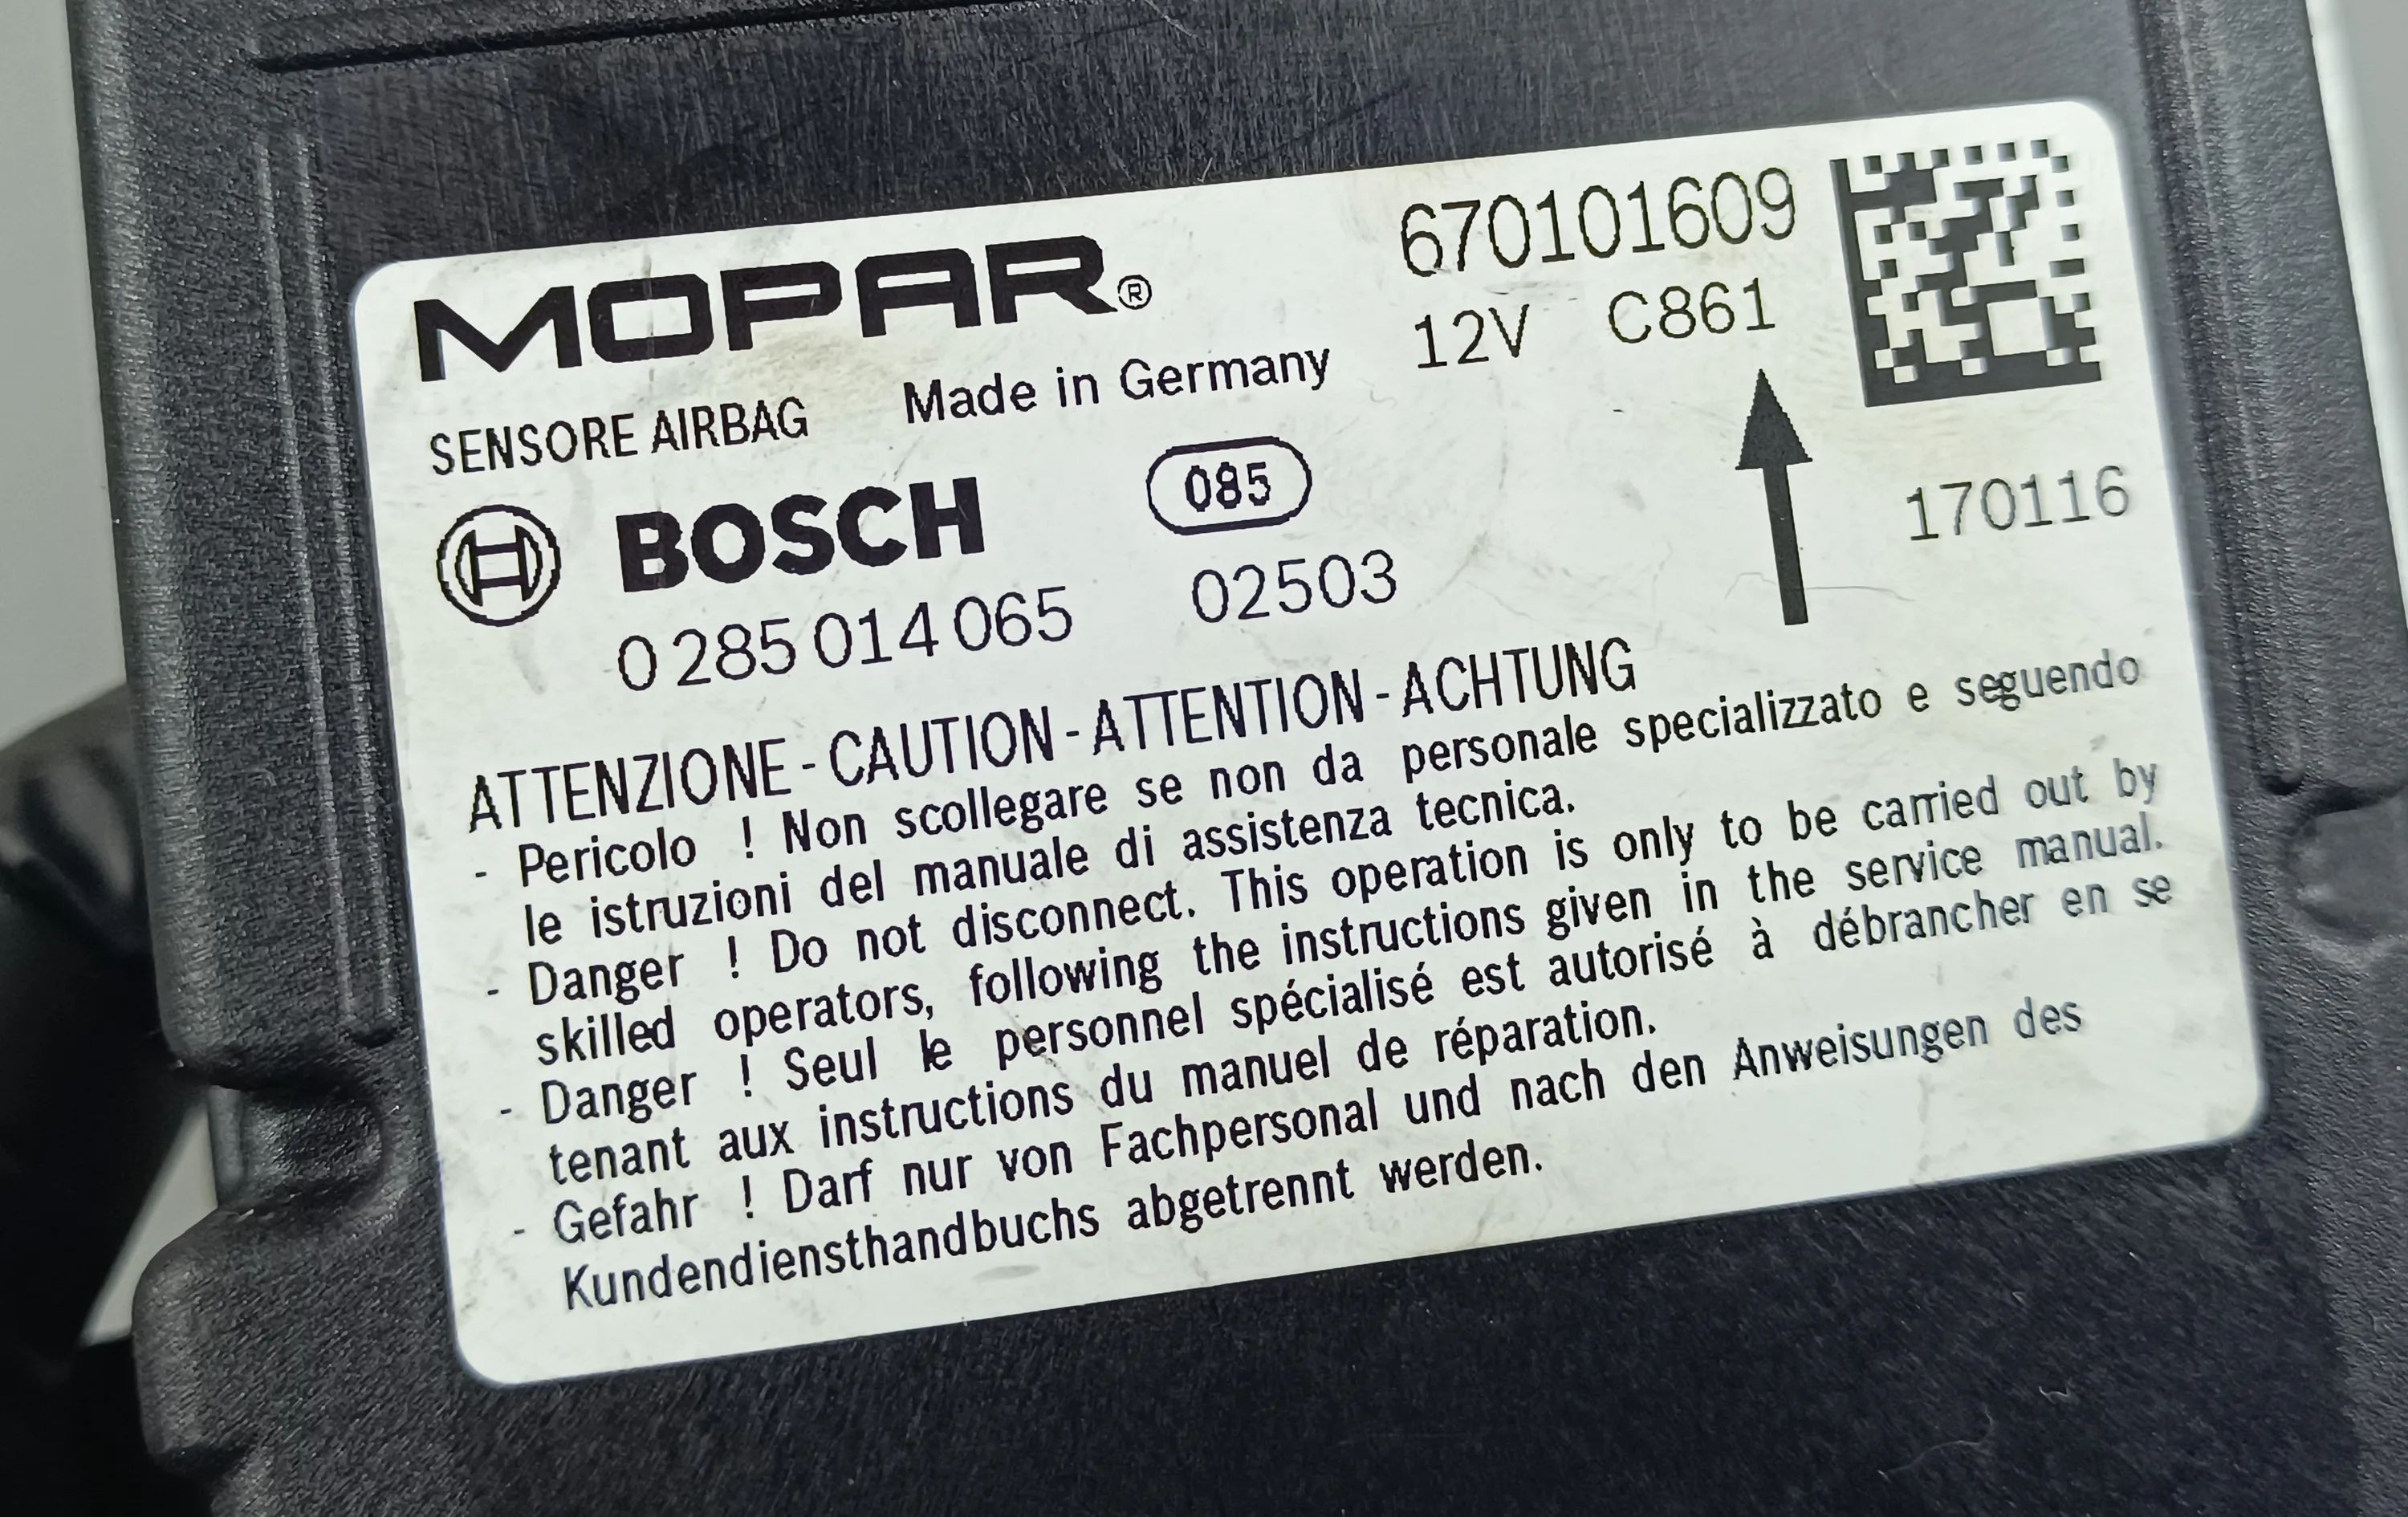 MOPAR®
670101609
12V C861
SENSORE AIRBAG Made in Germany
BOSCH 085
170116
0 285 014 065 02503
ATTENZIONE - CAUTION - ATTENTION - ACHTUNG
- Pericolo ! Non scollegare se non da personale specializzato e seguendo
le istruzioni del manuale di assistenza tecnica.
- Danger ! Do not disconnect. This operation is only to be carried out by
skilled operators, following the instructions given in the service manual.
- Danger ! Seul le personnel spécialisé est autorisé à débrancher en se
tenant aux instructions du manuel de réparation.
- Gefahr ! Darf nur von Fachpersonal und nach den Anweisungen des
Kundendiensthandbuchs abgetrennt werden.